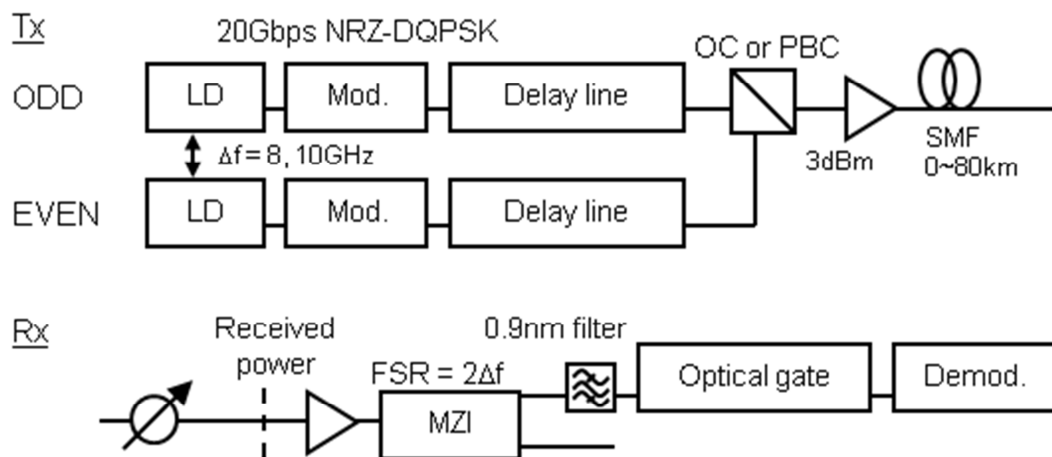 Tx
20Gbps NRZ-DQPSK
OC or PBC
ODD
LD
Mod.
Delay line
Δf = 8, 10GHz
3dBm
SMF
0~80km
EVEN
LD
Mod.
Delay line
Rx
Received
power
0.9nm filter
FSR = 2Δf
MZI
Optical gate
Demod.